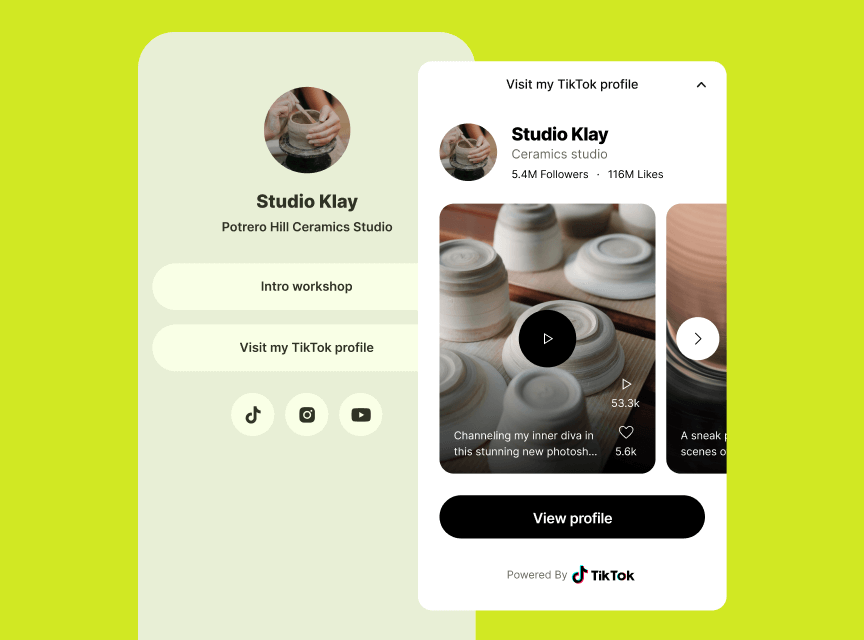 Studio Klay
Potrero Hill Ceramics Studio
Intro workshop
Visit my TikTok profile
Visit my TikTok profile
Studio Klay
Ceramics studio
5.4M Followers · 116M Likes
53.3k
Channeling my inner diva in
this stunning new photosh...
5.6k
A sneak
scenes
View profile
Powered By TikTok